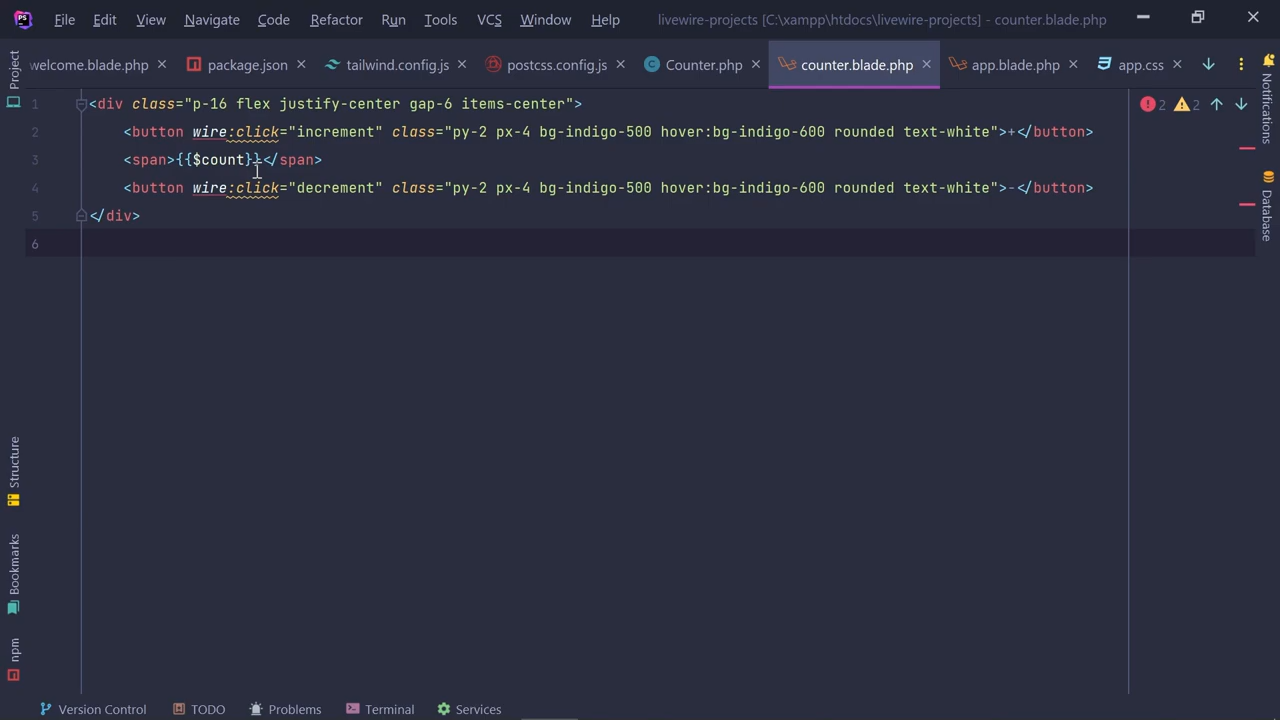 PS File Edit View Navigate Code Refactor Run Tools VCS Window Help livewire-projects [C:\xampp\htdocs\livewire-projects] - counter.blade.php
Project
welcome.blade.php package.json tailwind.config.js postcss.config.js Counter.php counter.blade.php app.blade.php app.css
Notifications
1 <div class="p-16 flex justify-center gap-6 items-center"> 2 2
2 <button wire:click="increment" class="py-2 px-4 bg-indigo-500 hover:bg-indigo-600 rounded text-white">+</button>
3 <span>{{$count}}</span>
4 <button wire:click="decrement" class="py-2 px-4 bg-indigo-500 hover:bg-indigo-600 rounded text-white">-</button>
5 </div>
6
Database
Structure
Bookmarks
npm
Version Control TODO Problems Terminal Services